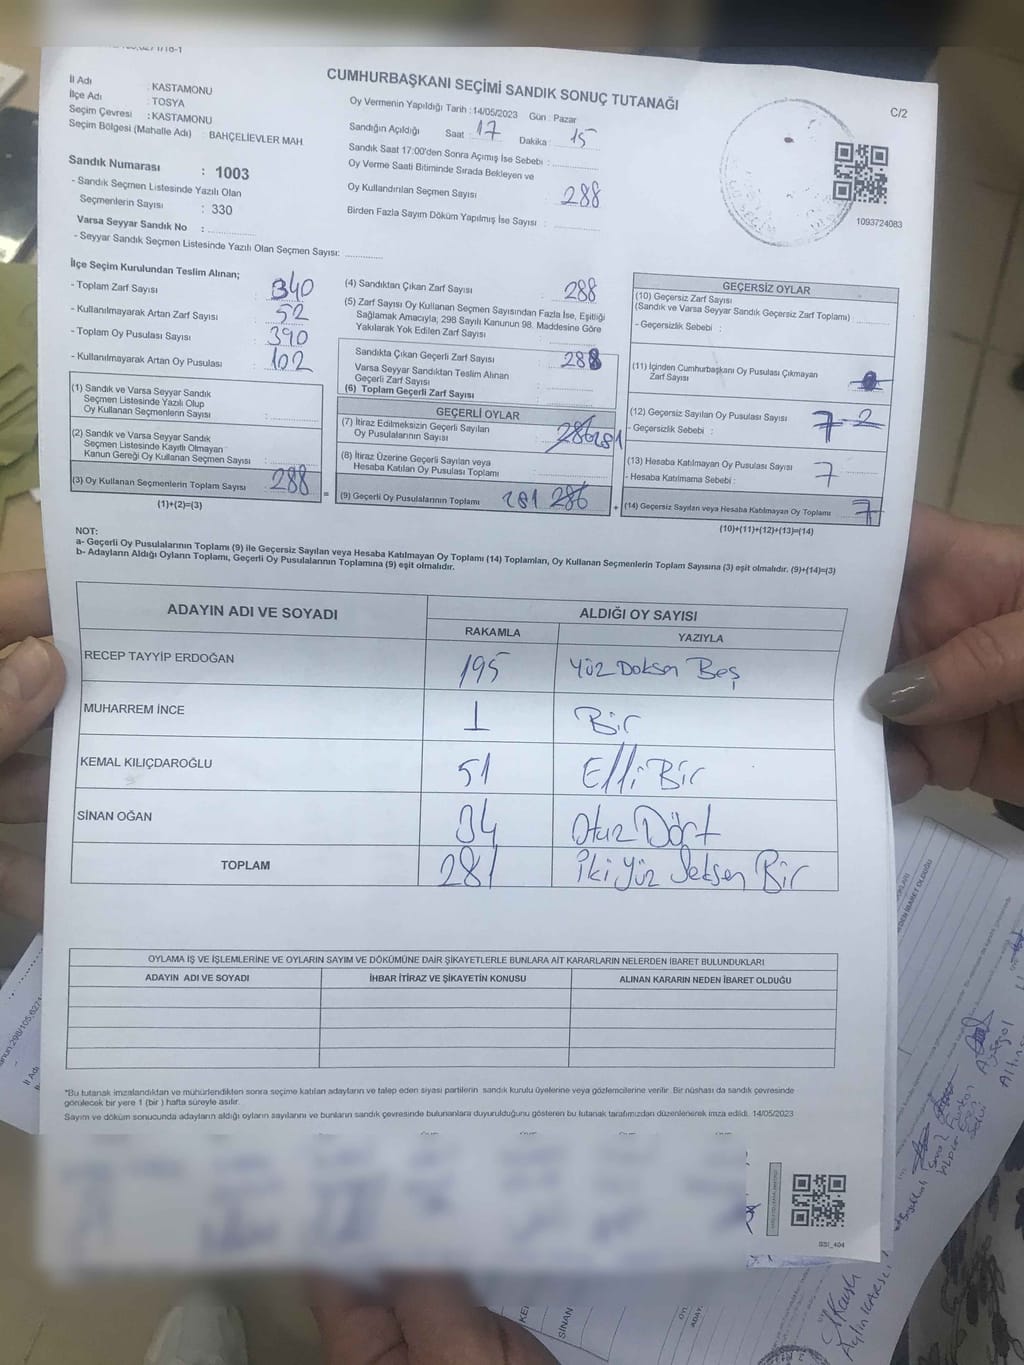 CUMHURBAŞKANI SEÇİMİ SANDIK SONUÇ TUTANAĞI
C/2
İl Adı : KASTAMONU
İlçe Adı : TOSYA
Seçim Çevresi : KASTAMONU
Seçim Bölgesi (Mahalle Adı) : BAHÇELİEVLER MAH
Sandık Numarası : 1003
- Sandık Seçmen Listesinde Yazılı Olan
Seçmenlerin Sayısı : 330
Varsa Seyyar Sandık No :
- Seyyar Sandık Seçmen Listesinde Yazılı Olan Seçmen Sayısı:
Oy Vermenin Yapıldığı Tarih : 14/05/2023 Gün : Pazar
Sandığın Açıldığı Saat : 17 Dakika : 15
Sandık Saat 17:00'den Sonra Açımış İse Sebebi :
Oy Verme Saati Bitiminde Sırada Bekleyen ve
Oy Kullandırılan Seçmen Sayısı 288
Birden Fazla Sayım Döküm Yapılmış İse Sayısı :
1093724083
İlçe Seçim Kurulundan Teslim Alınan;
- Toplam Zarf Sayısı : 340
- Kullanılmayarak Artan Zarf Sayısı : 52
- Toplam Oy Pusulası Sayısı : 390
- Kullanılmayarak Artan Oy Pusulası : 102
(1) Sandık ve Varsa Seyyar Sandık
Seçmen Listesinde Yazılı Olup
Oy Kullanan Seçmenlerin Sayısı :
(2) Sandık ve Varsa Seyyar Sandık
Seçmen Listesinde Kayıtlı Olmayan
Kanun Gereği Oy Kullanan Seçmen Sayısı :
(3) Oy Kullanan Seçmenlerin Toplam Sayısı 288
(1)+(2)=(3)
(4) Sandıktan Çıkan Zarf Sayısı : 288
(5) Zarf Sayısı Oy Kullanan Seçmen Sayısından Fazla İse, Eşitliği
Sağlamak Amacıyla; 298 Sayılı Kanunun 98. Maddesine Göre
Yakılarak Yok Edilen Zarf Sayısı :
Sandıkta Çıkan Geçerli Zarf Sayısı : 288
Varsa Seyyar Sandıktan Teslim Alınan
Geçerli Zarf Sayısı :
(6) Toplam Geçerli Zarf Sayısı :
GEÇERLİ OYLAR
(7) İtiraz Edilmeksizin Geçerli Sayılan
Oy Pusulalarının Sayısı : 286 281
(8) İtiraz Üzerine Geçerli Sayılan veya
Hesaba Katılan Oy Pusulası Toplamı :
(9) Geçerli Oy Pusulalarının Toplamı 281 286
GEÇERSİZ OYLAR
(10) Geçersiz Zarf Sayısı
(Sandık ve Varsa Seyyar Sandık Geçersiz Zarf Toplamı)
- Geçersizlik Sebebi :
(11) İçinden Cumhurbaşkanı Oy Pusulası Çıkmayan
Zarf Sayısı
(12) Geçersiz Sayılan Oy Pusulası Sayısı 7 2
- Geçersizlik Sebebi :
(13) Hesaba Katılmayan Oy Pusulası Sayısı 7
- Hesaba Katılmama Sebebi :
(14) Geçersiz Sayılan veya Hesaba Katılmayan Oy Toplamı 7
(10)+(11)+(12)+(13)=(14)
NOT:
a- Geçerli Oy Pusulalarının Toplamı (9) ile Geçersiz Sayılan veya Hesaba Katılmayan Oy Toplamı (14) Toplamları, Oy Kullanan Seçmenlerin Toplam Sayısına (3) eşit olmalıdır. (9)+(14)=(3)
b- Adayların Aldığı Oyların Toplamı, Geçerli Oy Pusulalarının Toplamına (9) eşit olmalıdır.
ADAYIN ADI VE SOYADI ALDIĞI OY SAYISI
RAKAMLA YAZIYLA
RECEP TAYYİP ERDOĞAN 195 Yüz Doksan Beş
MUHARREM İNCE 1 Bir
KEMAL KILIÇDAROĞLU 51 Elli Bir
SİNAN OĞAN 34 Otuz Dört
TOPLAM 281 İki Yüz Seksen Bir
OYLAMA İŞ VE İŞLEMLERİNE VE OYLARIN SAYIM VE DÖKÜMÜNE DAİR ŞİKAYETLERLE BUNLARA AİT KARARLARIN NELERDEN İBARET BULUNDUKLARI
ADAYIN ADI VE SOYADI İHBAR İTİRAZ VE ŞİKAYETİN KONUSU ALINAN KARARIN NEDEN İBARET OLDUĞU
*Bu tutanak imzalandıktan ve mühürlendikten sonra seçime katılan adayların ve talep eden siyasi partilerin sandık kurulu üyelerine veya gözlemcilerine verilir. Bir nüshası da sandık çevresinde
görülecek bir yere 1 (bir ) hafta süreyle asılır.
Sayım ve döküm sonucunda adayların aldığı oyların sayılarını ve bunların sandık çevresinde bulunanlara duyurulduğunu gösteren bu tutanak tarafımızdan düzenlenerek imza edildi. 14/05/2023
SSI_404